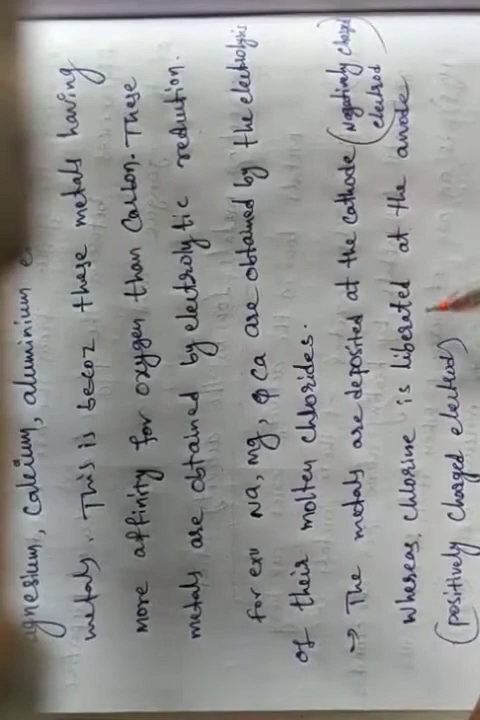 agnesium, Calcium, aluminium e
metals. This is becoz these metals having
more affinity for oxygen than Carbon. These
metals are obtained by electrolytic reduction.
for ex:- Na, mg, Ca are obtained by the electrolysis
of their molten chlorides.
→ The metals are deposited at the Cathode (Negatively charged electrod)
whereas chlorine is liberated at the anode
(positively charged electrod)